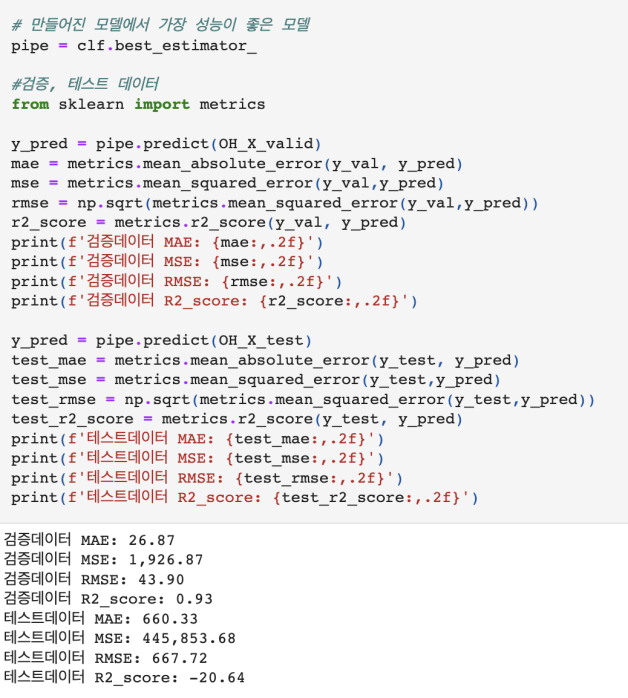 # 만들어진 모델에서 가장 성능이 좋은 모델
pipe = clf.best_estimator_
#검증, 테스트 데이터
from sklearn import metrics
y_pred = pipe.predict(OH_X_valid)
mae = metrics.mean_absolute_error(y_val, y_pred)
mse = metrics.mean_squared_error(y_val,y_pred)
rmse = np.sqrt(metrics.mean_squared_error(y_val,y_pred))
r2_score = metrics.r2_score(y_val, y_pred)
print(f'검증데이터 MAE: {mae:,.2f}')
print(f'검증데이터 MSE: {mse:,.2f}')
print(f'검증데이터 RMSE: {rmse:,.2f}')
print(f'검증데이터 R2_score: {r2_score:,.2f}')
y_pred = pipe.predict(OH_X_test)
test_mae = metrics.mean_absolute_error(y_test, y_pred)
test_mse = metrics.mean_squared_error(y_test,y_pred)
test_rmse = np.sqrt(metrics.mean_squared_error(y_test,y_pred))
test_r2_score = metrics.r2_score(y_test, y_pred)
print(f'테스트데이터 MAE: {test_mae:,.2f}')
print(f'테스트데이터 MSE: {test_mse:,.2f}')
print(f'테스트데이터 RMSE: {test_rmse:,.2f}')
print(f'테스트데이터 R2_score: {test_r2_score:,.2f}')
검증데이터 MAE: 26.87
검증데이터 MSE: 1,926.87
검증데이터 RMSE: 43.90
검증데이터 R2_score: 0.93
테스트데이터 MAE: 660.33
테스트데이터 MSE: 445,853.68
테스트데이터 RMSE: 667.72
테스트데이터 R2_score: -20.64